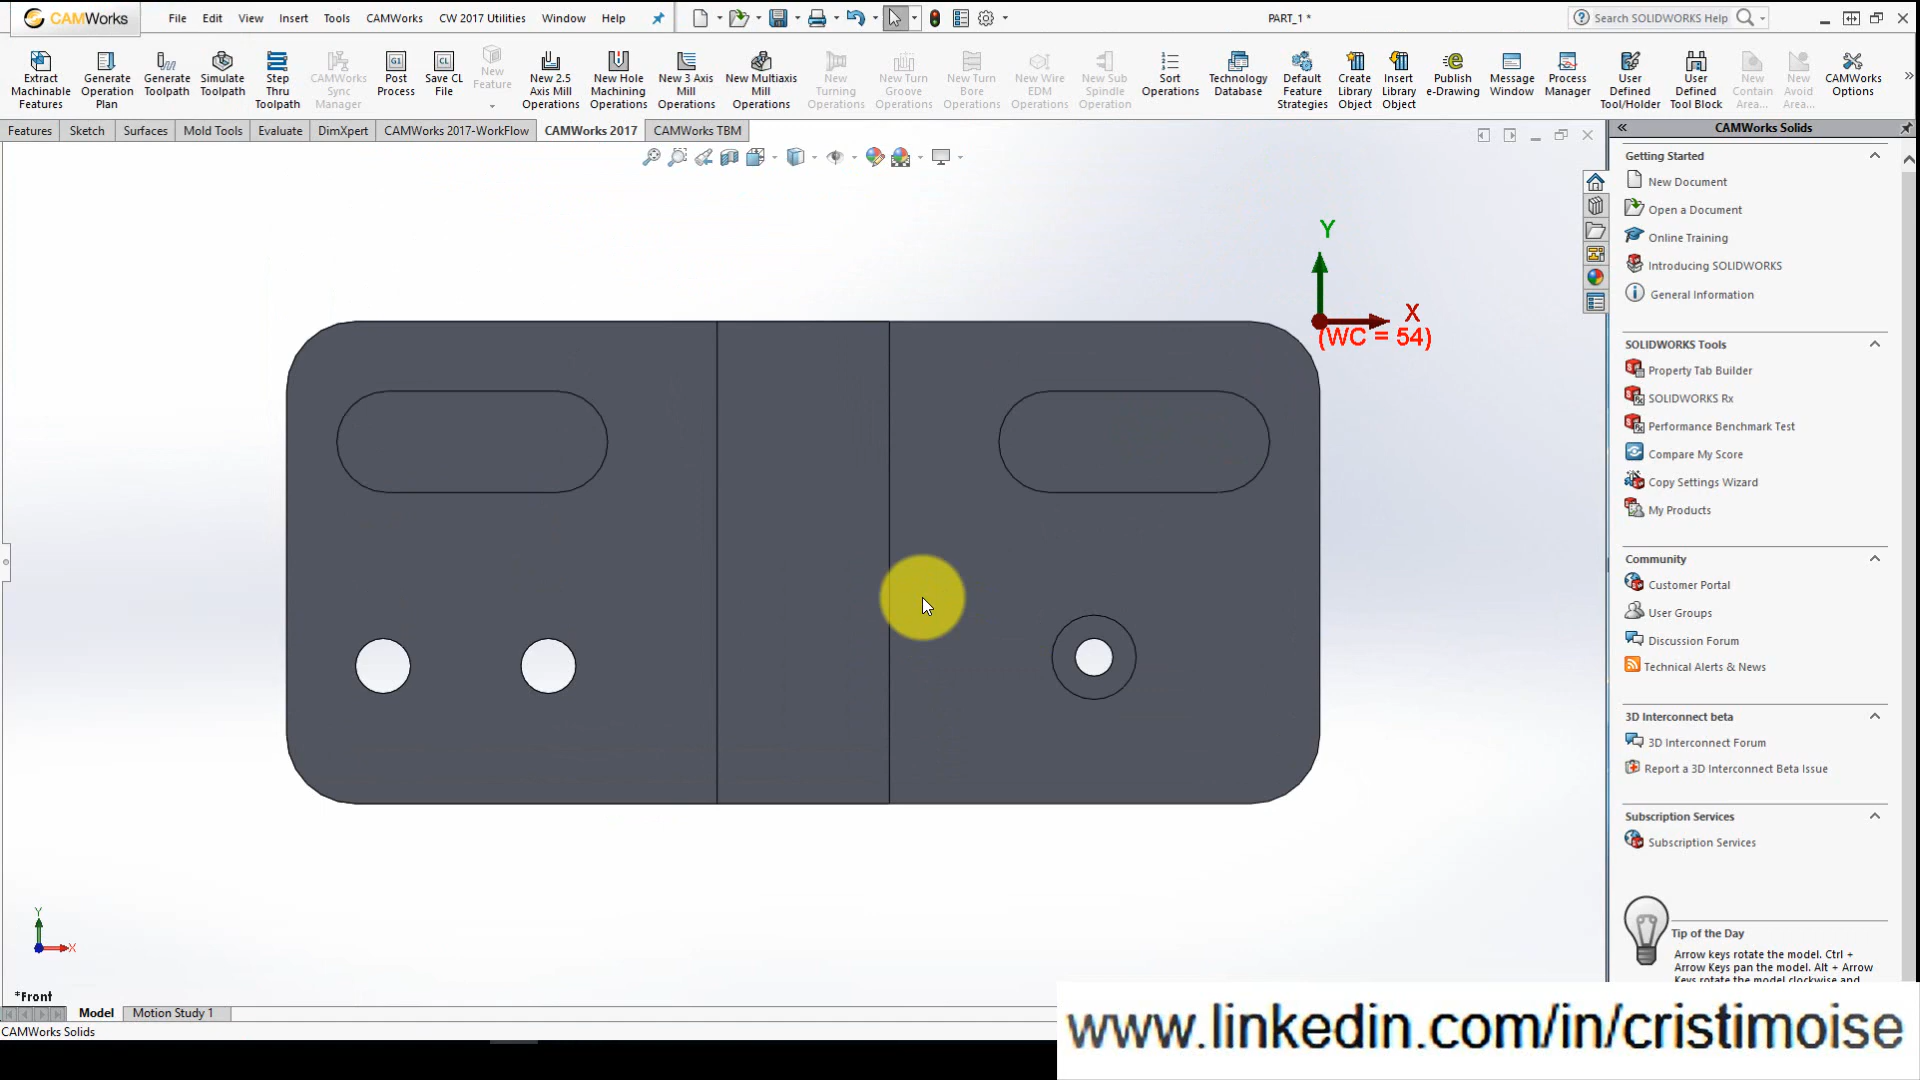 CAMWorks File Edit View Insert Tools CAMWorks CW 2017 Utilities Window Help PART_1 * Search SOLIDWORKS Help
Extract Machinable Features
Generate Operation Plan
Generate Toolpath
Simulate Toolpath
Step Thru Toolpath
CAMWorks Sync Manager
Post Process
Save CL File
New Feature
New 2.5 Axis Mill Operations
New Hole Machining Operations
New 3 Axis Mill Operations
New Multiaxis Mill Operations
New Turning Operations
New Turn Groove Operations
New Turn Bore Operations
New Wire EDM Operations
New Sub Spindle Operation
Sort Operations
Technology Database
Default Feature Strategies
Create Library Object
Insert Library Object
Publish e-Drawing
Message Window
Process Manager
User Defined Tool/Holder
User Defined Tool Block
New Contain Area...
New Avoid Area...
CAMWorks Options
Features Sketch Surfaces Mold Tools Evaluate DimXpert CAMWorks 2017-WorkFlow CAMWorks 2017 CAMWorks TBM
CAMWorks Solids
Getting Started
New Document
Open a Document
Online Training
Introducing SOLIDWORKS
General Information
SOLIDWORKS Tools
Property Tab Builder
SOLIDWORKS Rx
Performance Benchmark Test
Compare My Score
Copy Settings Wizard
My Products
Community
Customer Portal
User Groups
Discussion Forum
Technical Alerts & News
3D Interconnect beta
3D Interconnect Forum
Report a 3D Interconnect Beta Issue
Subscription Services
Subscription Services
Tip of the Day
Arrow keys rotate the model. Ctrl +
Arrow Keys pan the model. Alt + Arrow
Keys rotate the model clockwise and
Y
X
(WC = 54)
Y
X
*Front
Model Motion Study 1
CAMWorks Solids
www.linkedin.com/in/cristimoise